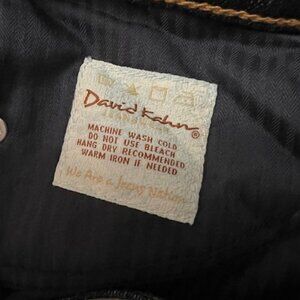 David Kahn®
JEANSWEAR
MACHINE WASH COLD
DO NOT USE BLEACH
HANG DRY RECOMMENDED
WARM IRON IF NEEDED
We Are a Jeans Nation